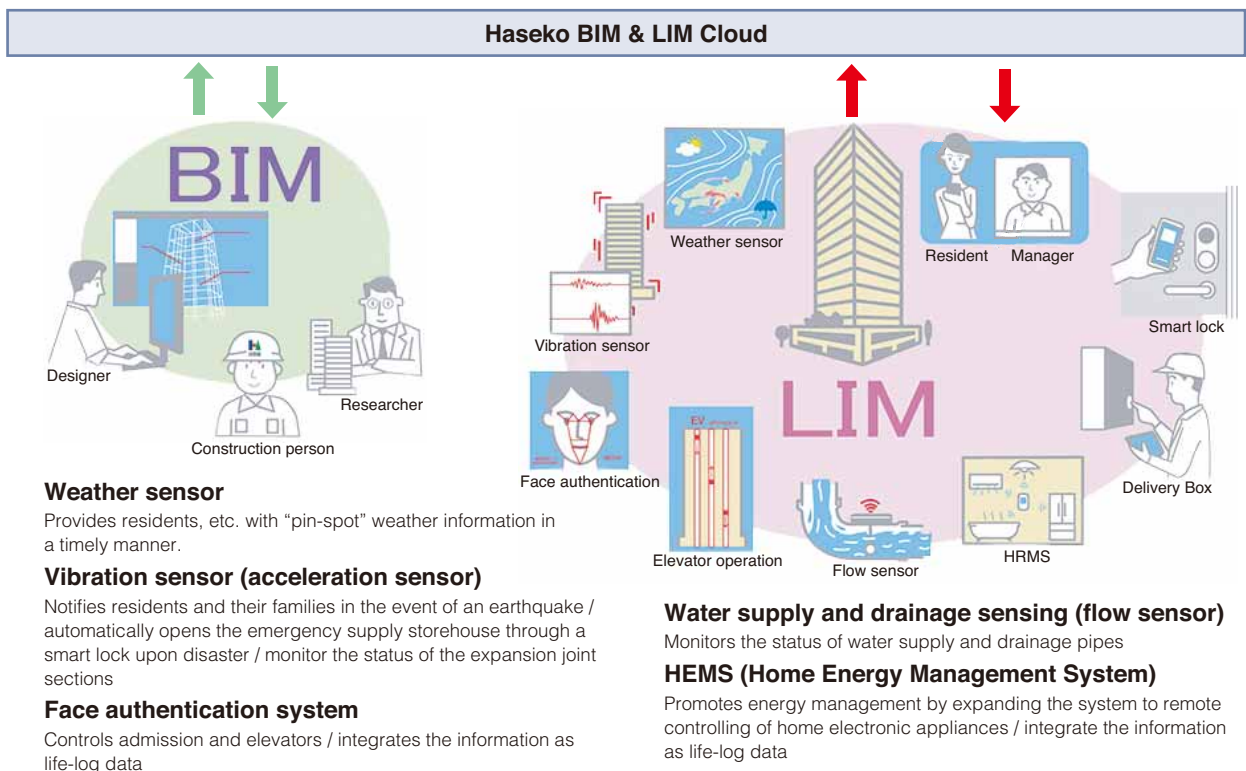 Haseko BIM & LIM Cloud
BIM
Designer
Construction person
Researcher
Weather sensor
Vibration sensor
Resident
Manager
Smart lock
LIM
Face authentication
EV
Elevator operation
Flow sensor
HRMS
Delivery Box
Weather sensor
Provides residents, etc. with “pin-spot” weather information in
a timely manner.
Vibration sensor (acceleration sensor)
Notifies residents and their families in the event of an earthquake /
automatically opens the emergency supply storehouse through a
smart lock upon disaster / monitor the status of the expansion joint
sections
Face authentication system
Controls admission and elevators / integrates the information as
life-log data
Water supply and drainage sensing (flow sensor)
Monitors the status of water supply and drainage pipes
HEMS (Home Energy Management System)
Promotes energy management by expanding the system to remote
controlling of home electronic appliances / integrate the information
as life-log data